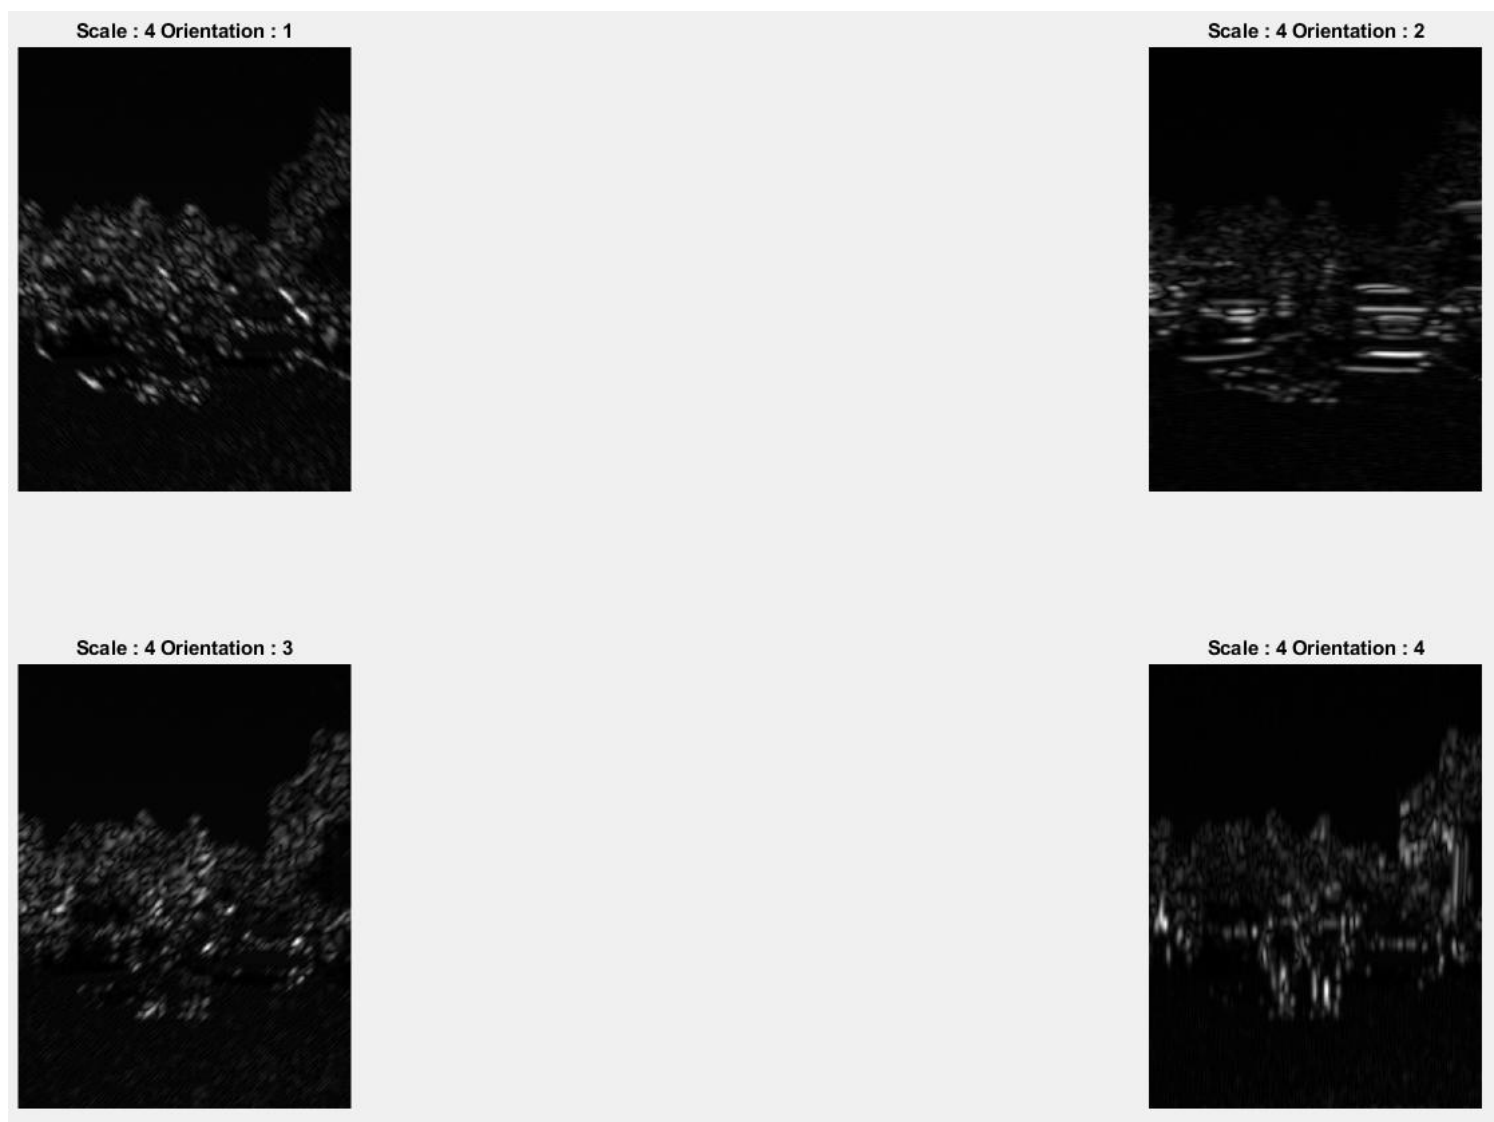 Scale : 4 Orientation : 1
Scale : 4 Orientation : 2
Scale : 4 Orientation : 3
Scale : 4 Orientation : 4